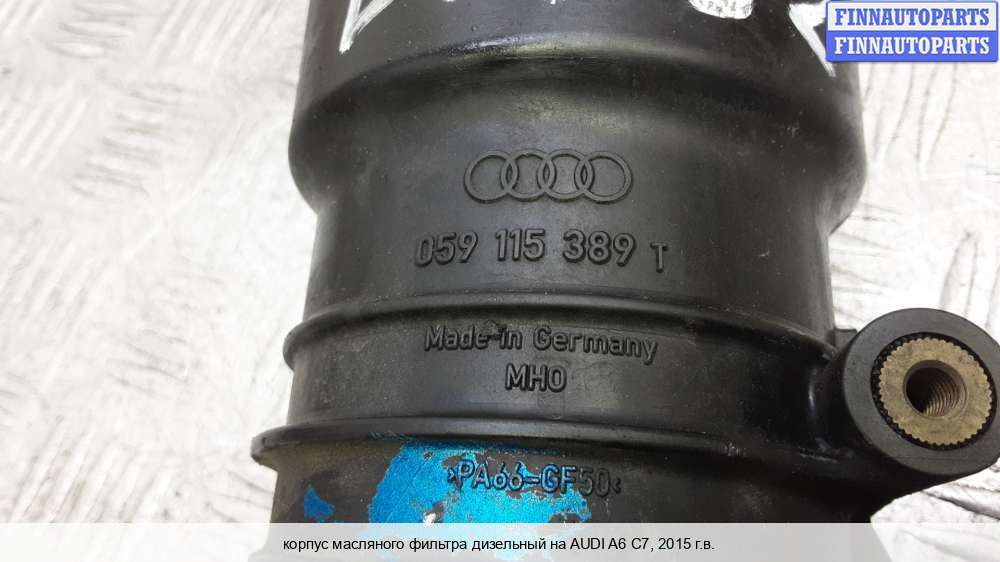 FINNAUTOPARTS
FINNAUTOPARTS
059 115 389 T
Made in Germany
MHO
>PA66-GF50<
корпус масляного фильтра дизельный на AUDI A6 C7, 2015 г.в.